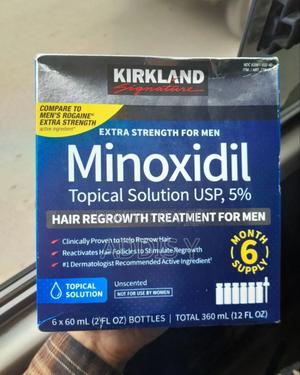 KIRKLAND
Signature
COMPARE TO
MEN'S ROGAINE®
EXTRA STRENGTH
active ingredient*
EXTRA STRENGTH FOR MEN
Minoxidil
Topical Solution USP, 5%
HAIR REGROWTH TREATMENT FOR MEN
• Clinically Proven to Help Regrow Hair
• Reactivates Hair Follicles to Stimulate Regrowth
• #1 Dermatologist Recommended Active Ingredient†
MONTH
6
SUPPLY
TOPICAL
SOLUTION
Unscented
NOT FOR USE BY WOMEN
6 x 60 mL (2 FL OZ) BOTTLES | TOTAL 360 mL (12 FL OZ)